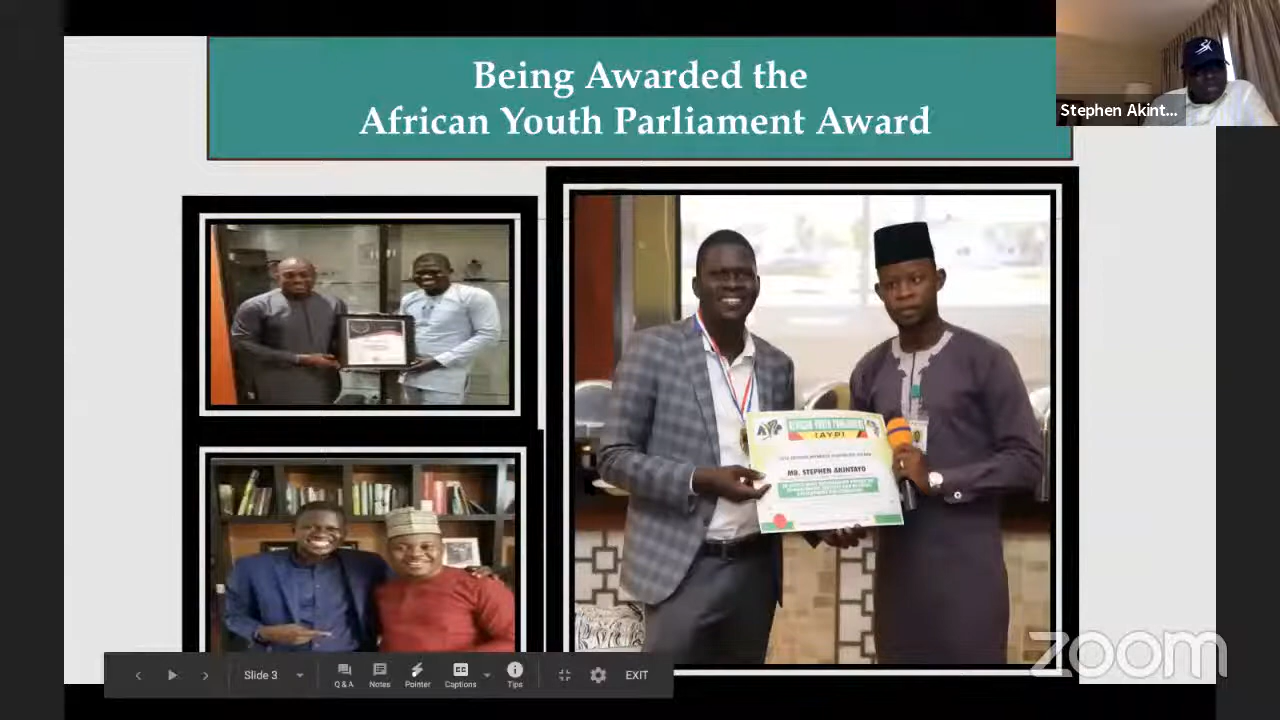 Being Awarded the
African Youth Parliament Award
Stephen Akint...
AFRICAN YOUTH PARLIAMENT
(AYP)
MR. STEPHEN AKINTAYO
Slide 3
Q & A
Notes
Pointer
CC
Captions
Tips
EXIT
zoom